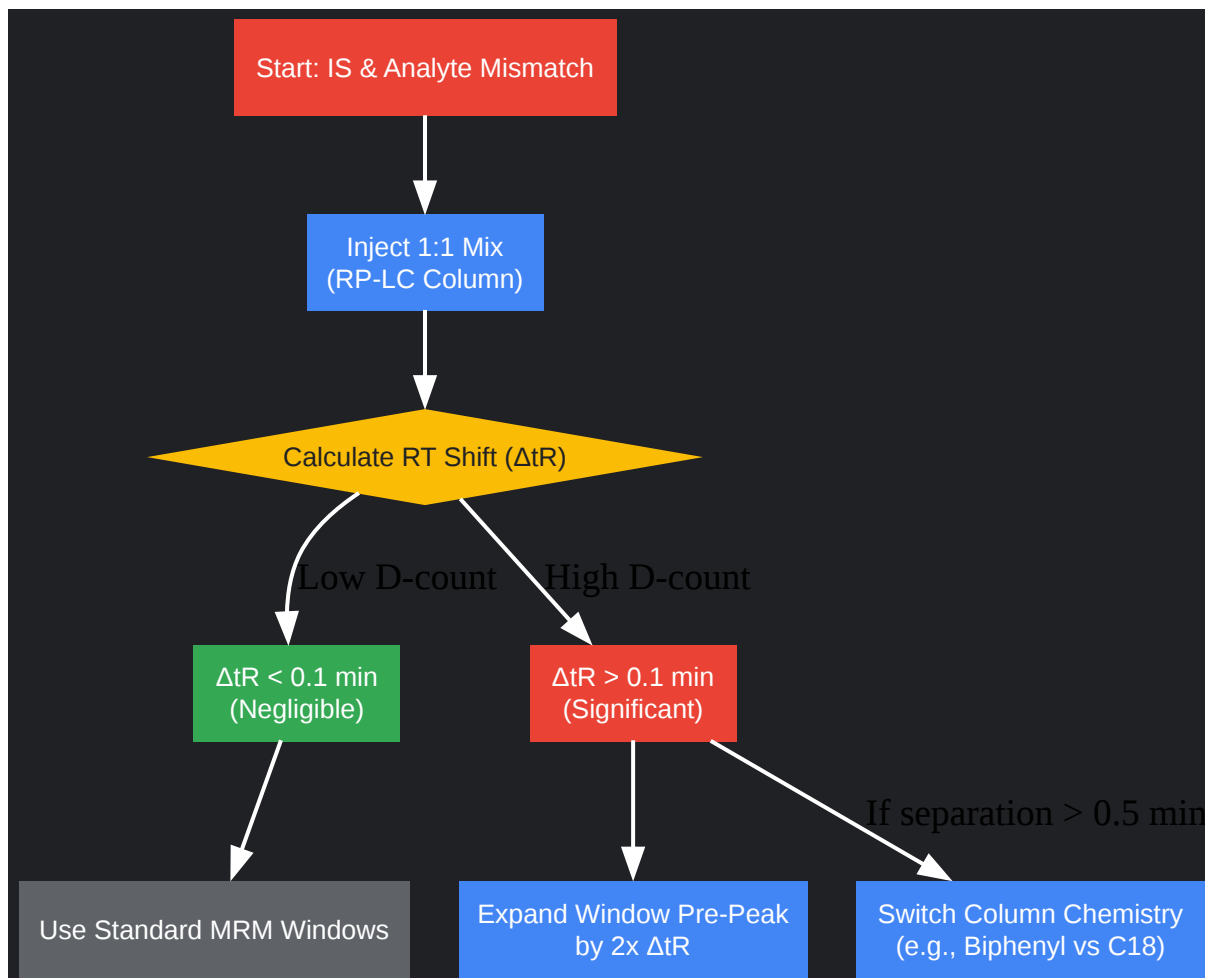 Start: IS & Analyte Mismatch
Inject 1:1 Mix
(RP-LC Column)
Calculate RT Shift (ΔtR)
Low D-count
High D-count
ΔtR < 0.1 min
(Negligible)
ΔtR > 0.1 min
(Significant)
If separation > 0.5 min
Use Standard MRM Windows
Expand Window Pre-Peak
by 2x ΔtR
Switch Column Chemistry
(e.g., Biphenyl vs C18)